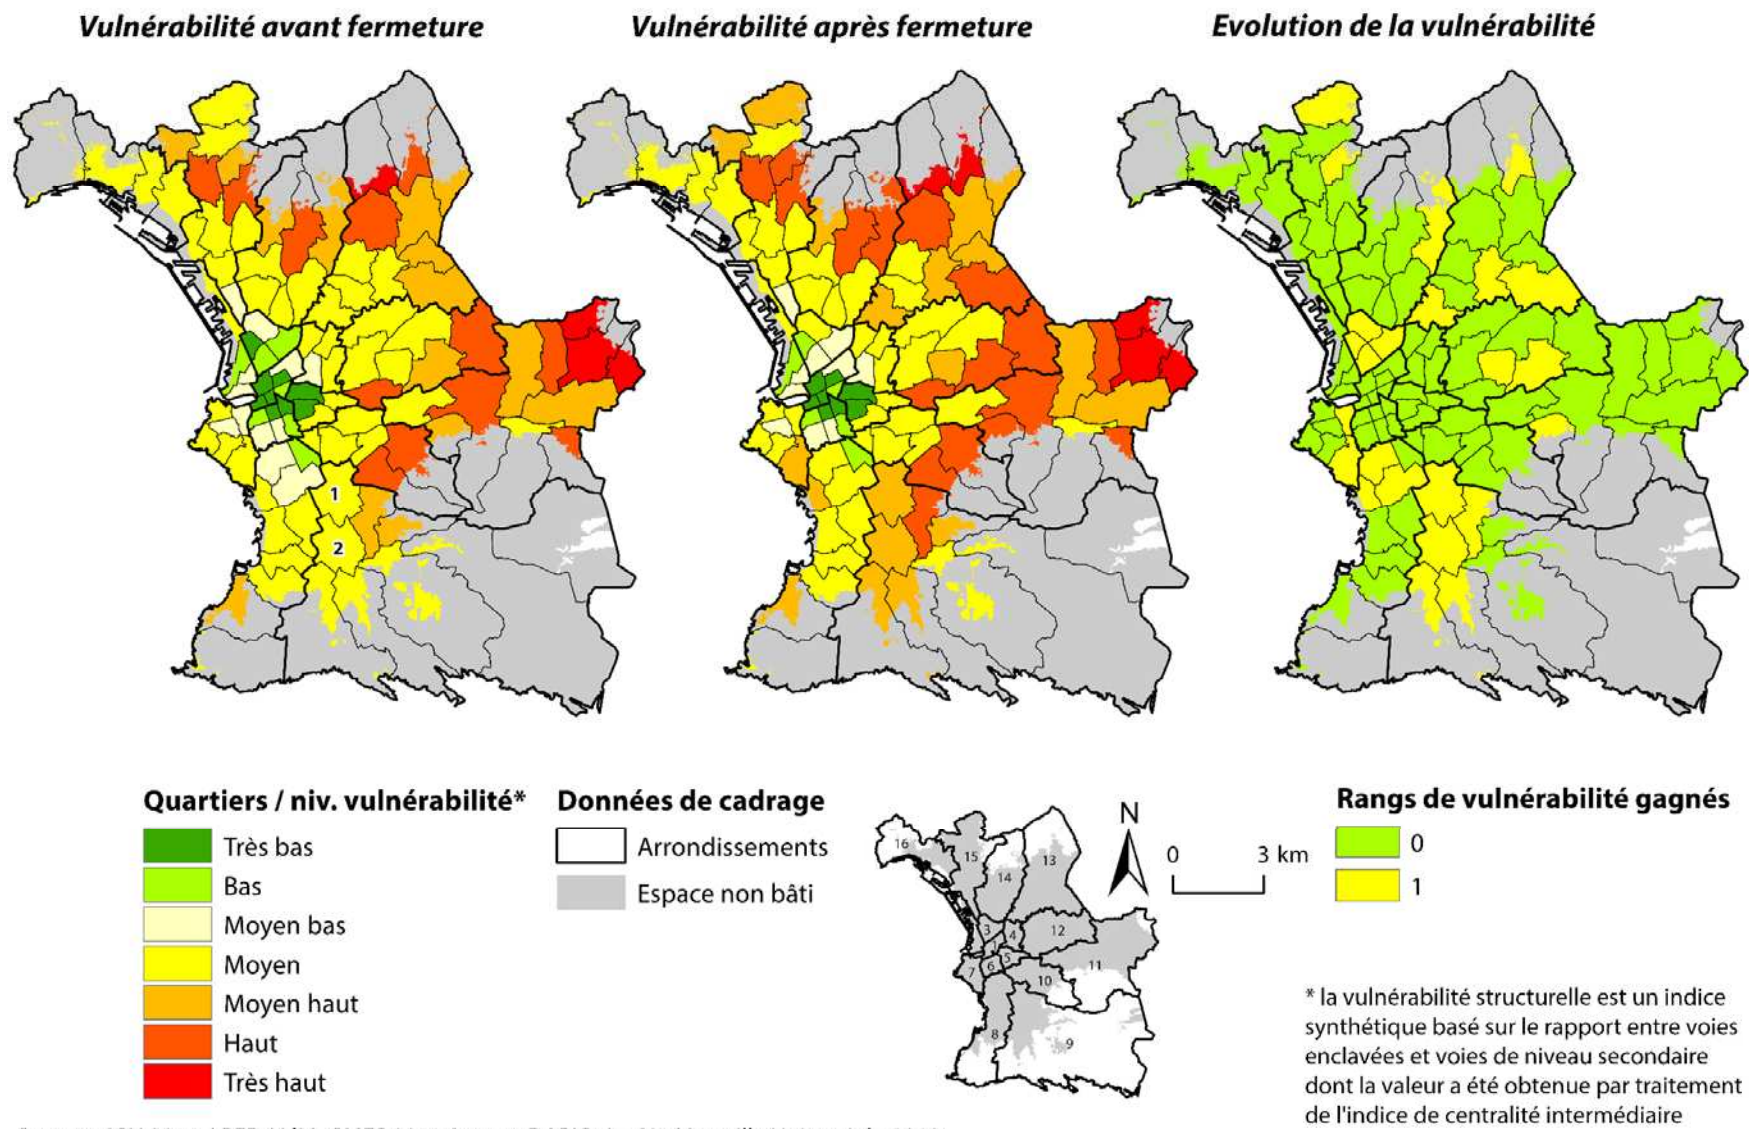 Vulnérabilité avant fermeture
Vulnérabilité après fermeture
Evolution de la vulnérabilité
1
2
Quartiers / niv. vulnérabilité*
Très bas
Bas
Moyen bas
Moyen
Moyen haut
Haut
Très haut
Données de cadrage
Arrondissements
Espace non bâti
16
15
14
13
3
4
12
1
5
11
7
6
10
8
9
N
0 3 km
Rangs de vulnérabilité gagnés
0
1
* la vulnérabilité structurelle est un indice
synthétique basé sur le rapport entre voies
enclavées et voies de niveau secondaire
dont la valeur a été obtenue par traitement
de l'indice de centralité intermédiaire